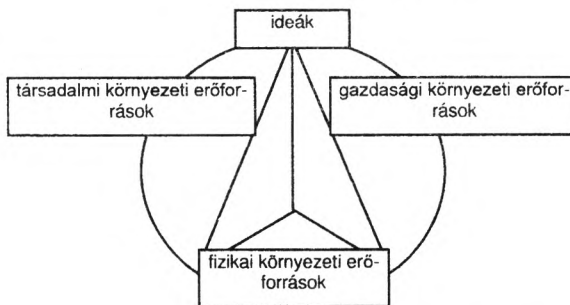 ideák
társadalmi környezeti erőfor-
rások
gazdasági környezeti erőfor-
rások
fizikai környezeti erő-
források